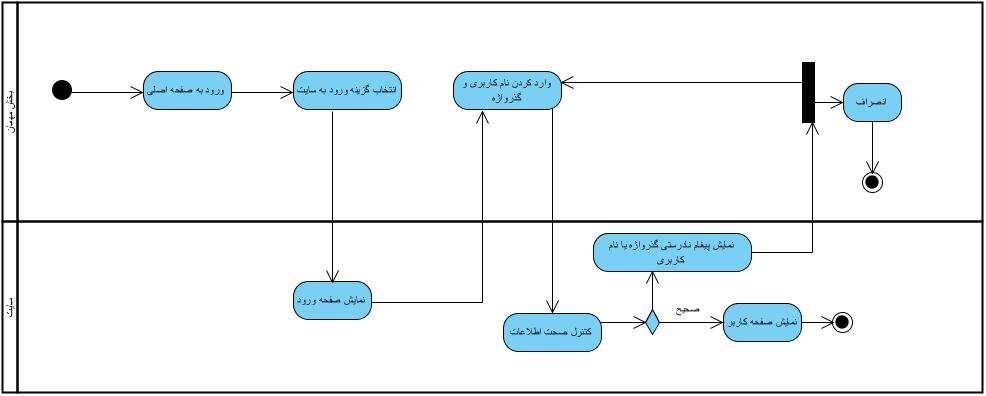 بخش مهمان
ورود به صفحه اصلی
انتخاب گزینه ورود به سایت
وارد کردن نام کاربری و
گذرواژه
انصراف
سایت
نمایش صفحه ورود
نمایش پیغام نادرستی گذرواژه یا نام
کاربری
کنترل صحت اطلاعات
صحیح
نمایش صفحه کاربر